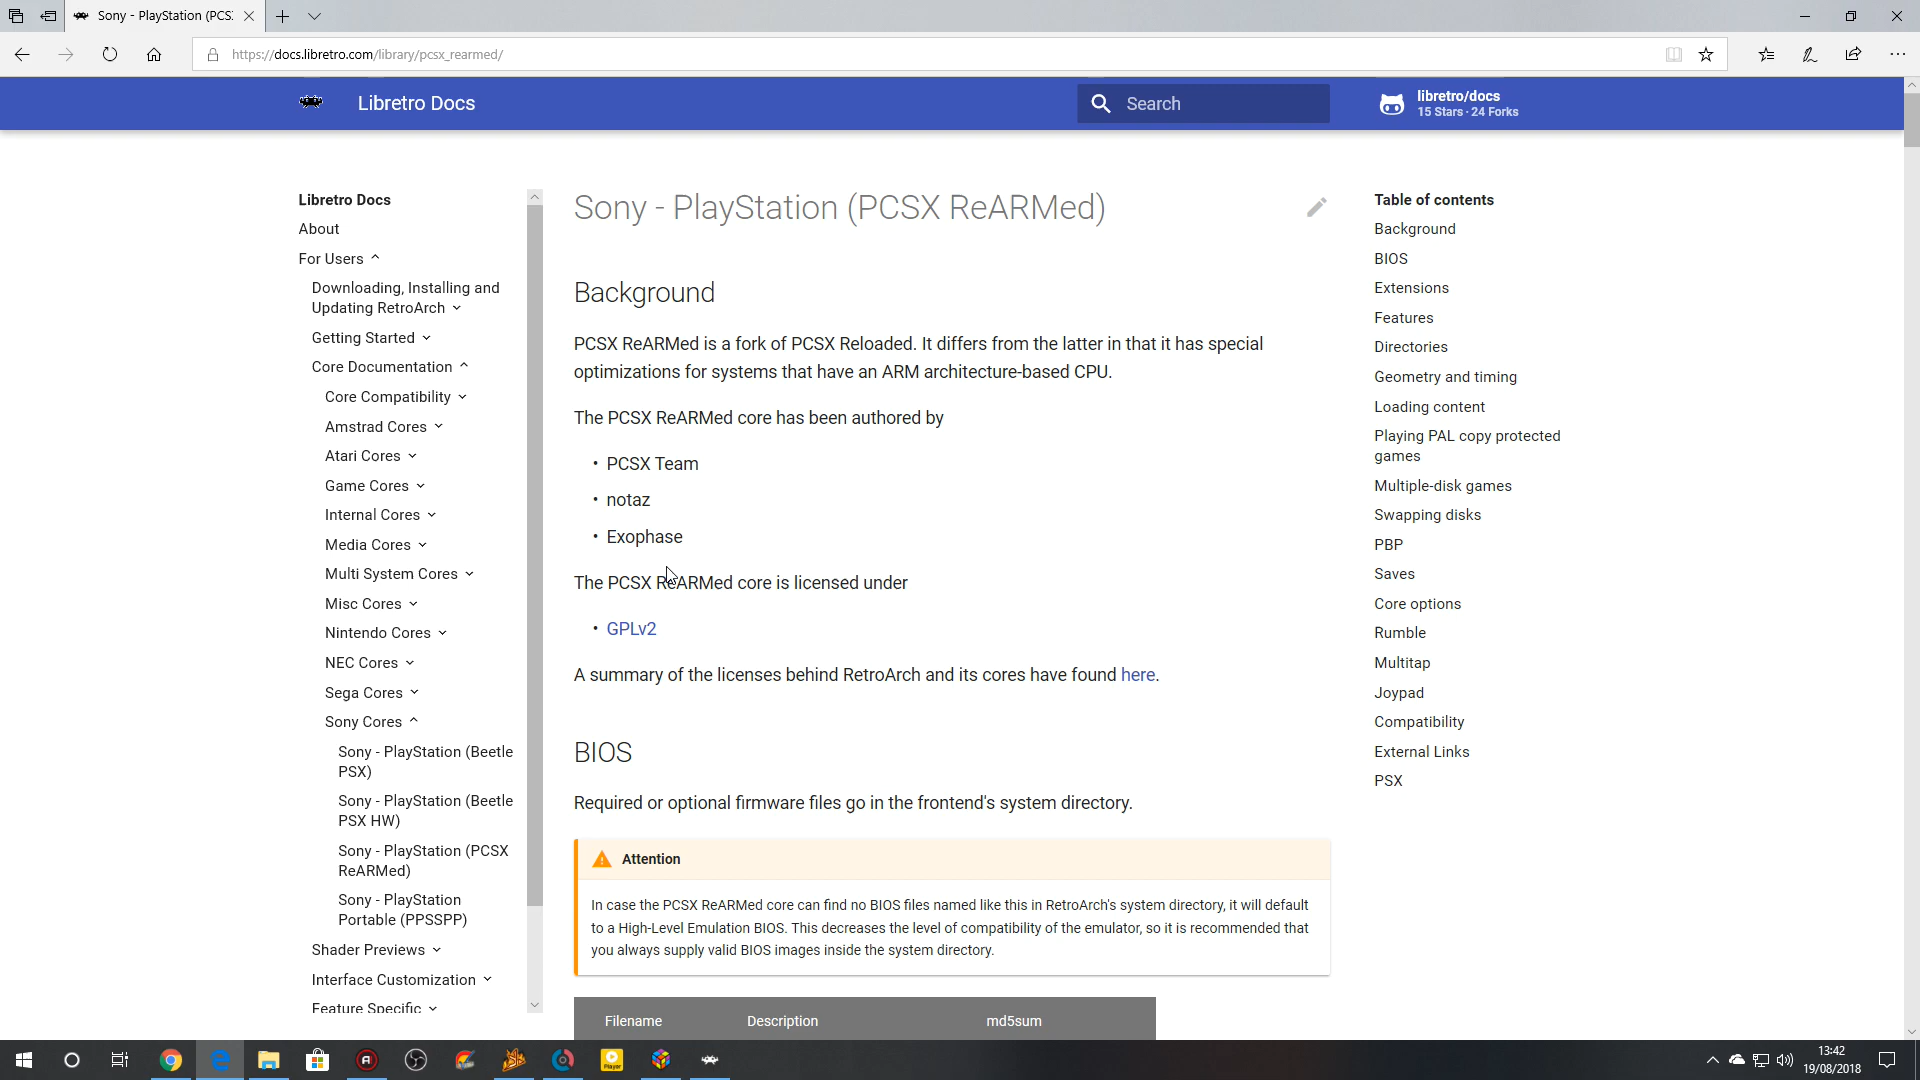 Sony - PlayStation (PCS:
https://docs.libretro.com/library/pcsx_rearmed/
Libretro Docs
Search
libretro/docs
15 Stars · 24 Forks
Libretro Docs
About
For Users
Downloading, Installing and
Updating RetroArch
Getting Started
Core Documentation
Core Compatibility
Amstrad Cores
Atari Cores
Game Cores
Internal Cores
Media Cores
Multi System Cores
Misc Cores
Nintendo Cores
NEC Cores
Sega Cores
Sony Cores
Sony - PlayStation (Beetle
PSX)
Sony - PlayStation (Beetle
PSX HW)
Sony - PlayStation (PCSX
ReARMed)
Sony - PlayStation
Portable (PPSSPP)
Shader Previews
Interface Customization
Feature Specific
Sony - PlayStation (PCSX ReARMed)
Background
PCSX ReARMed is a fork of PCSX Reloaded. It differs from the latter in that it has special
optimizations for systems that have an ARM architecture-based CPU.
The PCSX ReARMed core has been authored by
• PCSX Team
• notaz
• Exophase
The PCSX ReARMed core is licensed under
• GPLv2
A summary of the licenses behind RetroArch and its cores have found here.
BIOS
Required or optional firmware files go in the frontend's system directory.
Attention
In case the PCSX ReARMed core can find no BIOS files named like this in RetroArch's system directory, it will default
to a High-Level Emulation BIOS. This decreases the level of compatibility of the emulator, so it is recommended that
you always supply valid BIOS images inside the system directory.
Filename Description md5sum
Table of contents
Background
BIOS
Extensions
Features
Directories
Geometry and timing
Loading content
Playing PAL copy protected
games
Multiple-disk games
Swapping disks
PBP
Saves
Core options
Rumble
Multitap
Joypad
Compatibility
External Links
PSX
Player
13:42
19/08/2018